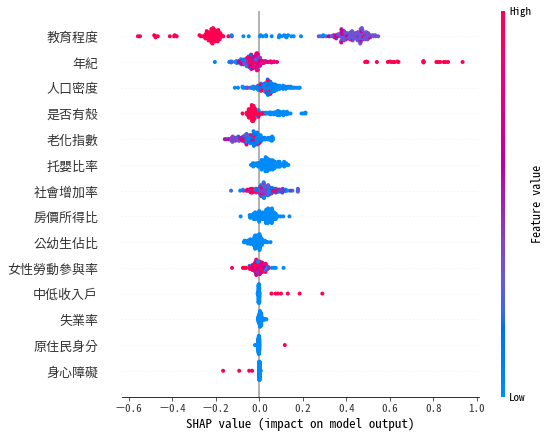 High
教育程度
年紀
人口密度
是否有殼
老化指數
托嬰比率
社會增加率
房價所得比
公幼生佔比
女性勞動參與率
中低收入戶
失業率
原住民身分
身心障礙
Feature value
Low
−0.6 −0.4 −0.2 0.0 0.2 0.4 0.6 0.8 1.0
SHAP value (impact on model output)